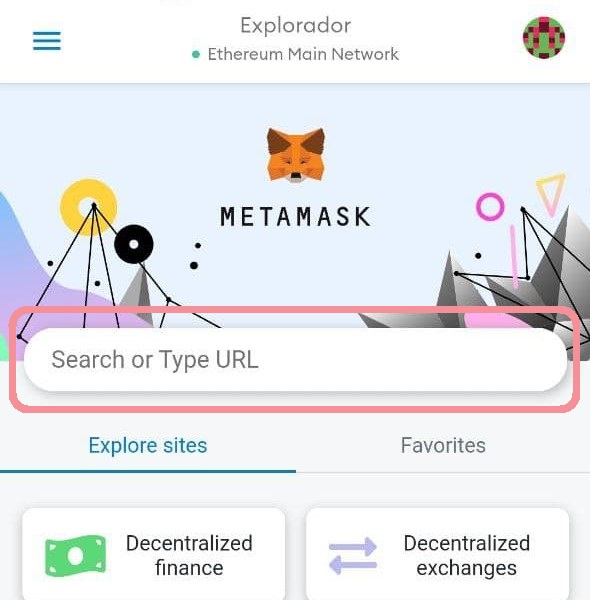 Explorador
Ethereum Main Network
METAMASK
Search or Type URL
Explore sites
Favorites
Decentralized
finance
Decentralized
exchanges